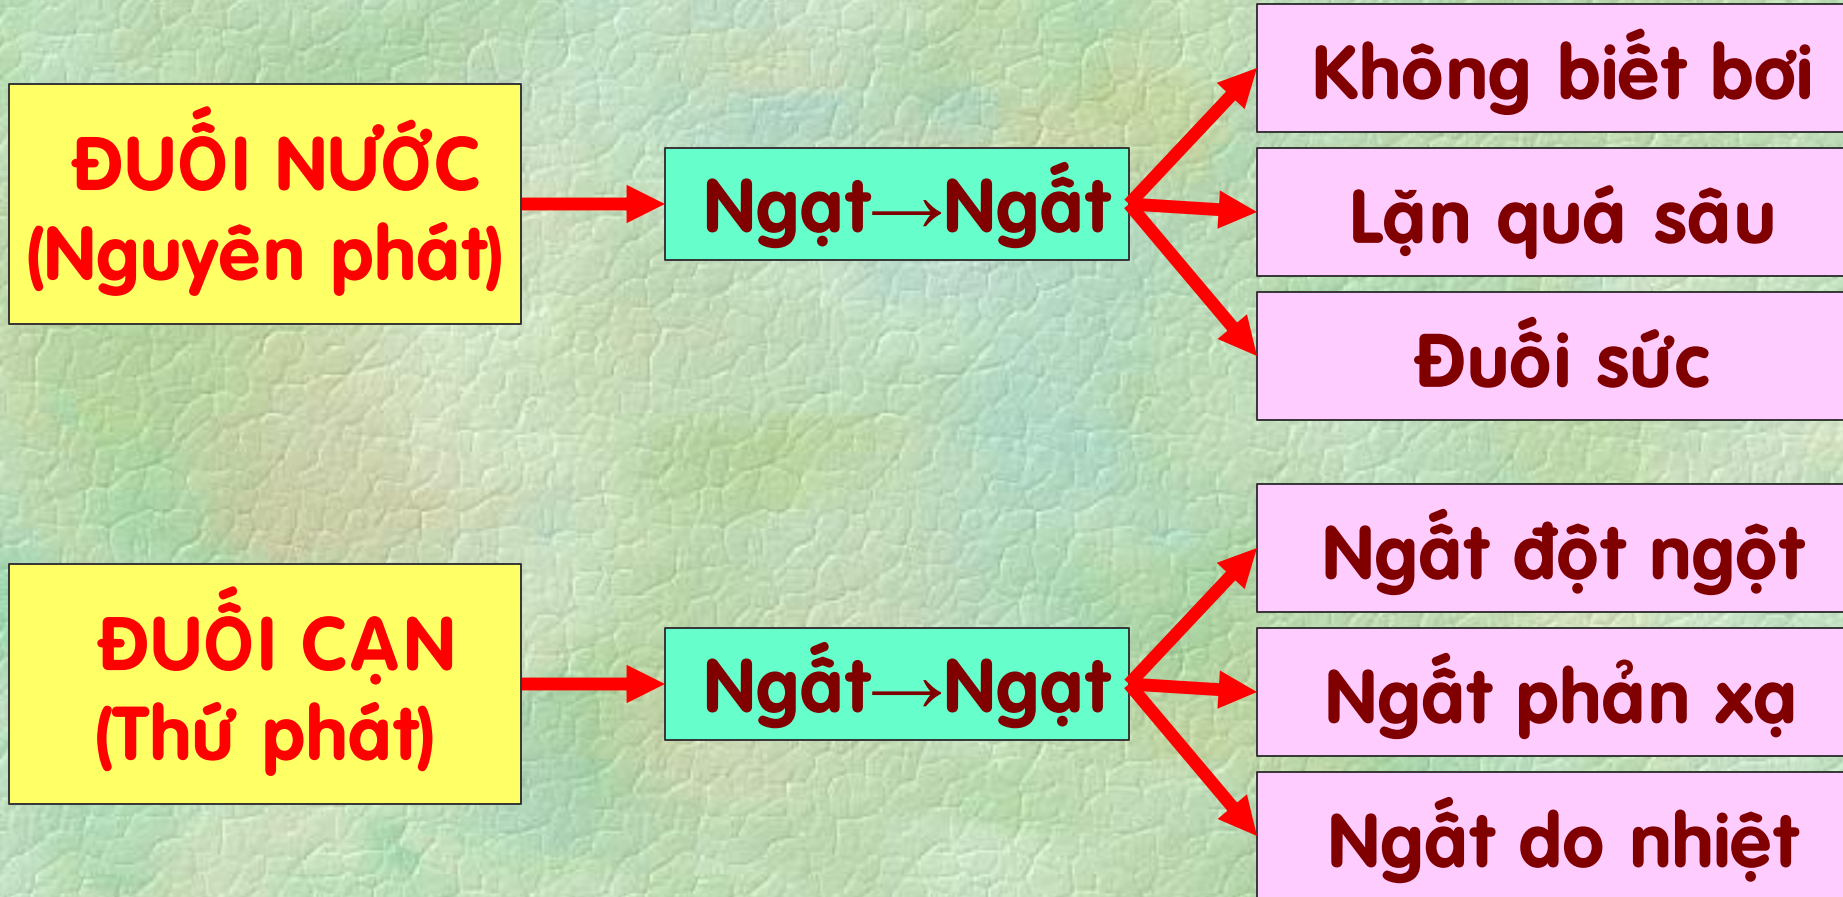 ĐUỐI NƯỚC
(Nguyên phát)
Ngạt→Ngất
Không biết bơi
Lặn quá sâu
Đuối sức
ĐUỐI CẠN
(Thứ phát)
Ngất→Ngạt
Ngất đột ngột
Ngất phản xạ
Ngất do nhiệt